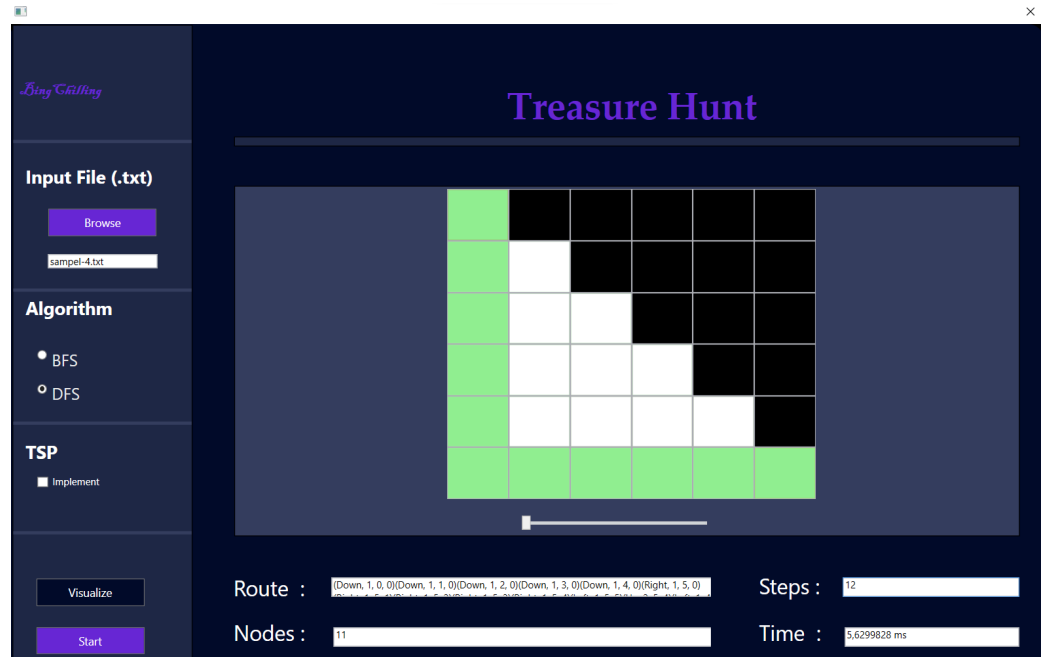 BingChilling
Treasure Hunt
Input File (.txt)
Browse
sampel-4.txt
Algorithm
BFS
DFS
TSP
Implement
Visualize
Start
Route :
(Down, 1, 0, 0)(Down, 1, 1, 0)(Down, 1, 2, 0)(Down, 1, 3, 0)(Down, 1, 4, 0)(Right, 1, 5, 0)
Steps :
12
Nodes :
11
Time :
5,6299828 ms